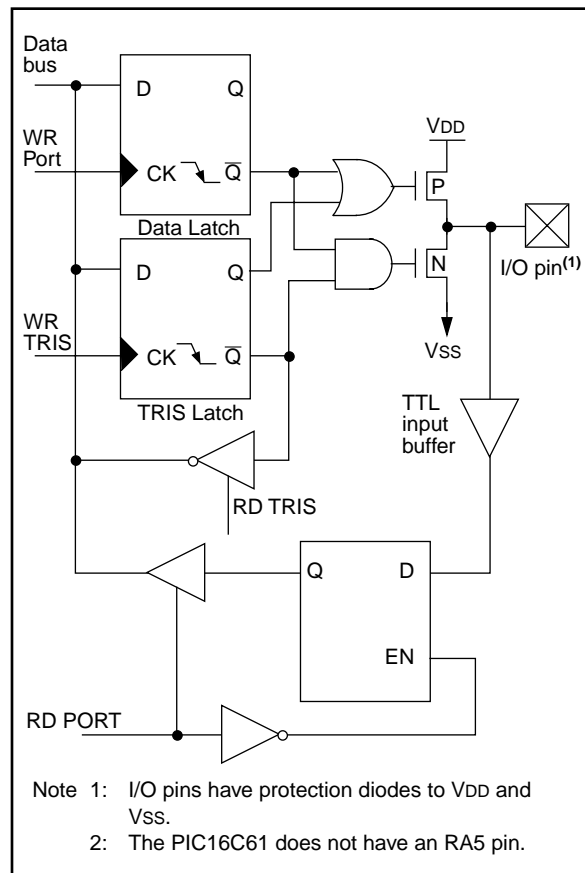 Data
bus
D Q
WR
Port
CK Q
Data Latch
VDD
P
D Q
N
I/O pin(1)
WR
TRIS
CK Q
TRIS Latch
VSS
TTL
input
buffer
RD TRIS
Q D
EN
RD PORT
Note 1: I/O pins have protection diodes to VDD and
VSS.
2: The PIC16C61 does not have an RA5 pin.